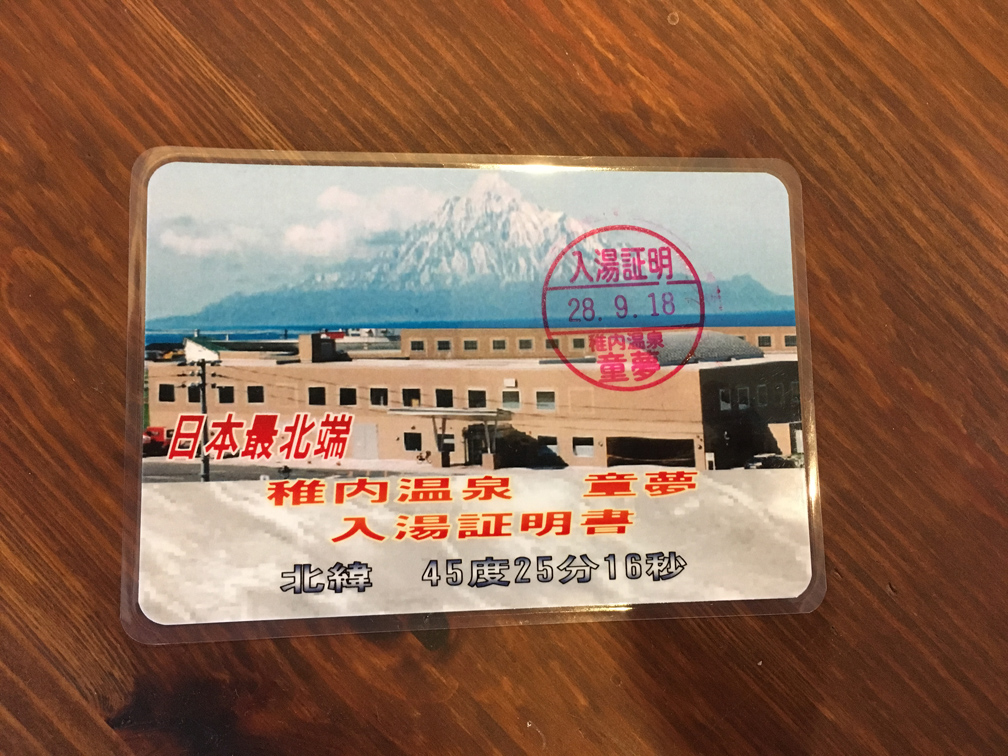 入湯証明
28.9.18
稚内温泉
童夢
日本最北端
稚内温泉 童夢
入湯証明書
北緯 45度25分16秒